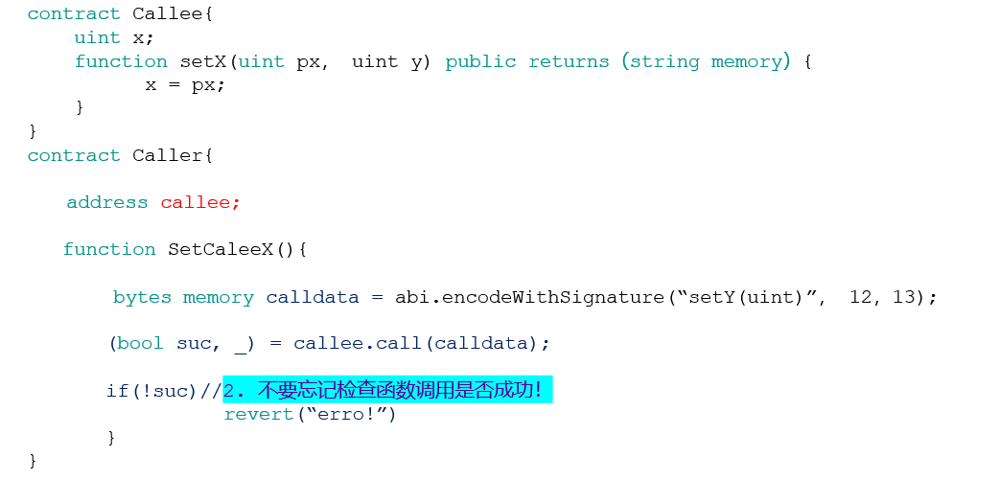 contract Callee{
uint x;
function setX(uint px, uint y) public returns (string memory) {
x = px;
}
}
contract Caller{
address callee;
function SetCaleeX(){
bytes memory calldata = abi.encodeWithSignature(“setY(uint)”, 12, 13);
(bool suc, _) = callee.call(calldata);
if(!suc)//2. 不要忘记检查函数调用是否成功!
revert(“erro!”)
}
}